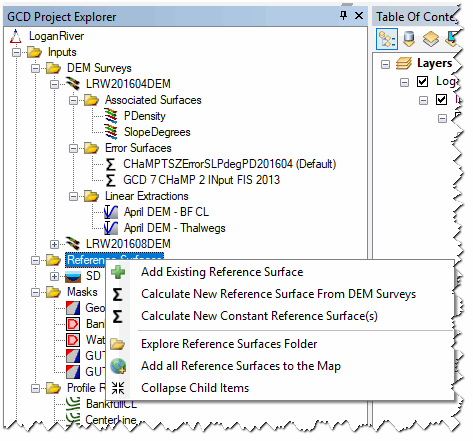 GCD Project Explorer
Table Of Conte
LoganRiver
Inputs
DEM Surveys
LRW201604DEM
Associated Surfaces
PDensity
SlopeDegrees
Error Surfaces
CHaMPTSZErrorSLPdegPD201604 (Default)
GCD 7 CHaMP 2 INput FIS 2013
Linear Extractions
April DEM - BF CL
April DEM - Thalwegs
LRW201608DEM
Reference Surfaces
SD
Masks
Geo
Ban
Wat
GUT
GUT
Profile R
BankfullCL
CenterLine
Layers
Log
Add Existing Reference Surface
Calculate New Reference Surface From DEM Surveys
Calculate New Constant Reference Surface(s)
Explore Reference Surfaces Folder
Add all Reference Surfaces to the Map
Collapse Child Items